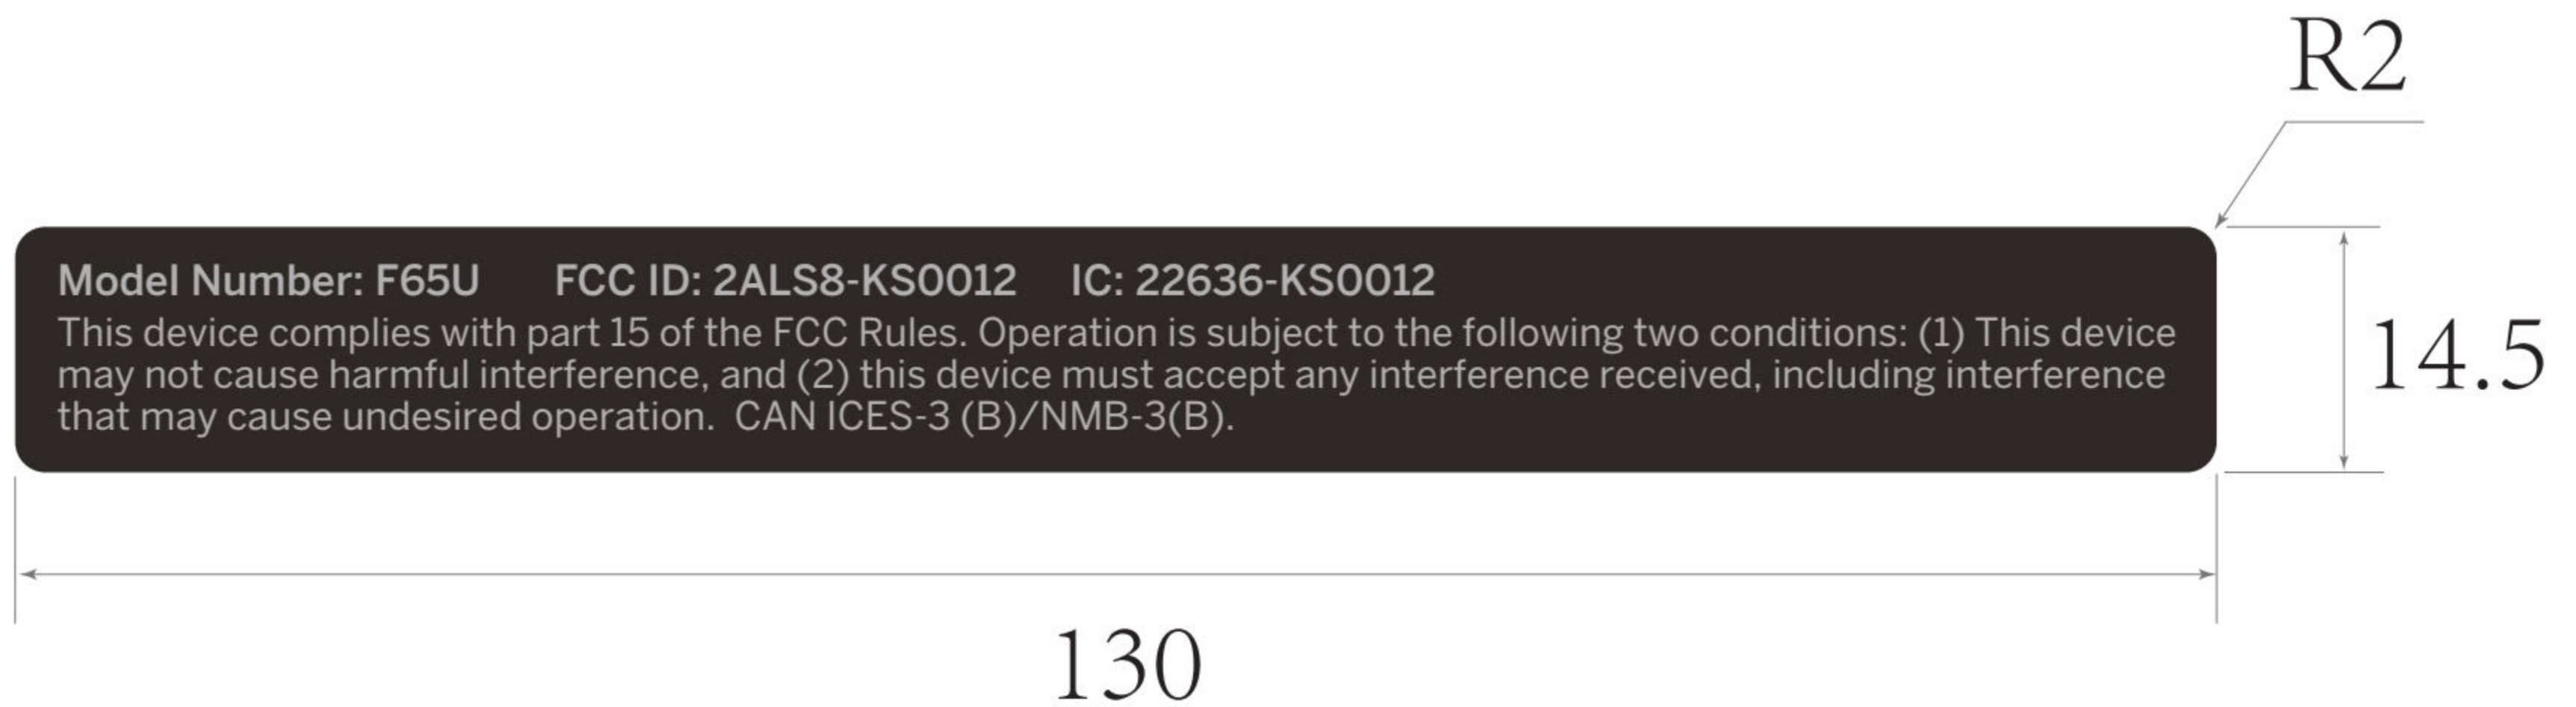 R2
Model Number: F65U FCC ID: 2ALS8-KS0012 IC: 22636-KS0012
This device complies with part 15 of the FCC Rules. Operation is subject to the following two conditions: (1) This device
may not cause harmful interference, and (2) this device must accept any interference received, including interference
that may cause undesired operation. CAN ICES-3 (B)/NMB-3(B).
14.5
130